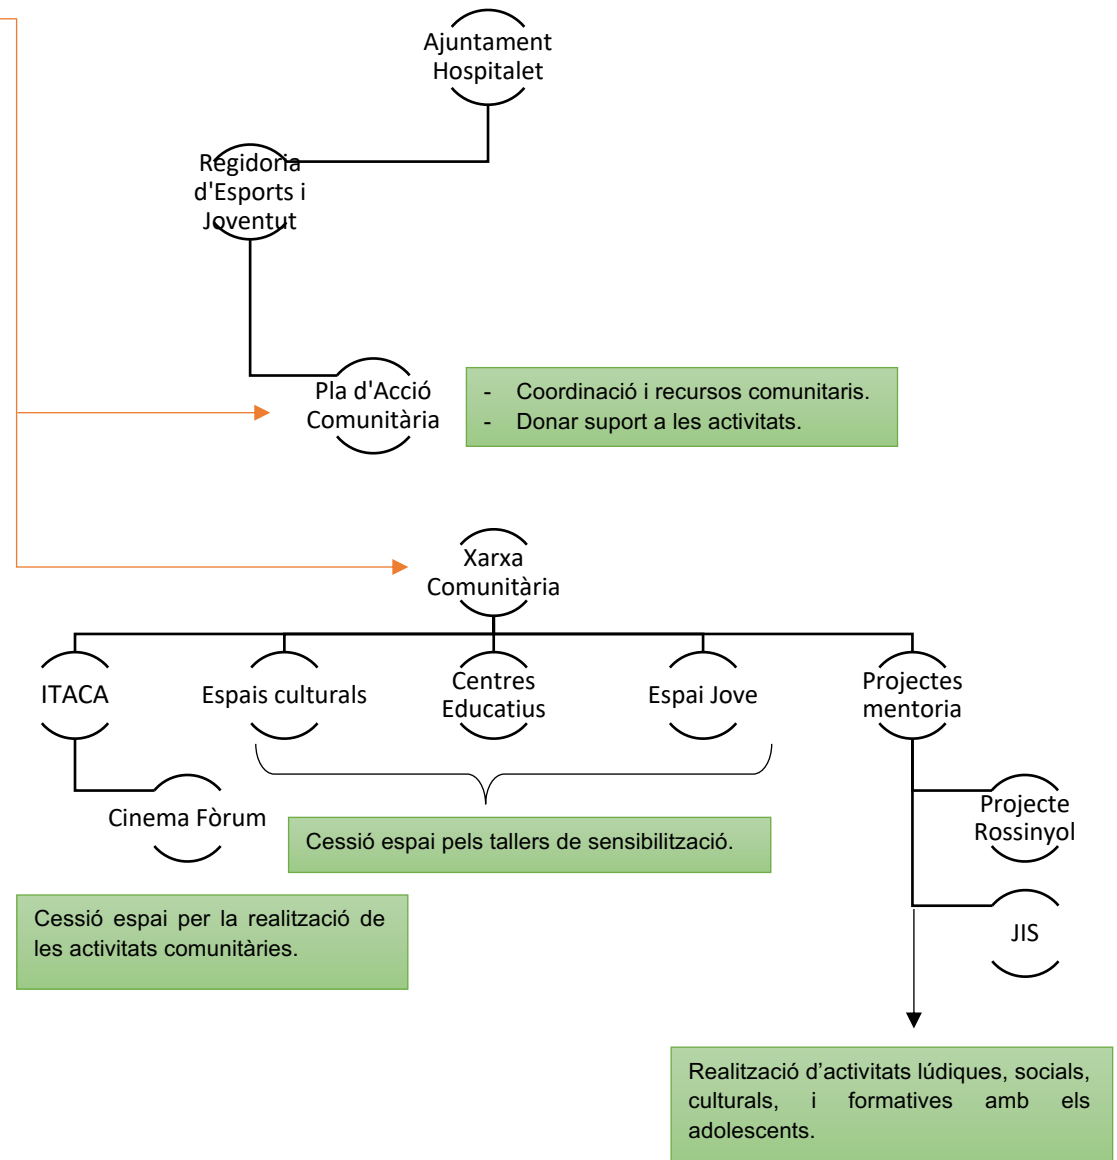 Ajuntament
Hospitalet
Regidoria
d'Esports i
Joventut
Pla d'Acció
Comunitària
- Coordinació i recursos comunitaris.
- Donar suport a les activitats.
Xarxa
Comunitària
ITACA
Espais culturals
Centres
Educatius
Espai Jove
Projectes
mentoria
Cinema Fòrum
Cessió espai pels tallers de sensibilització.
Projecte
Rossinyol
Cessió espai per la realització de
les activitats comunitàries.
JIS
Realització d’activitats lúdiques, socials,
culturals, i formatives amb els
adolescents.